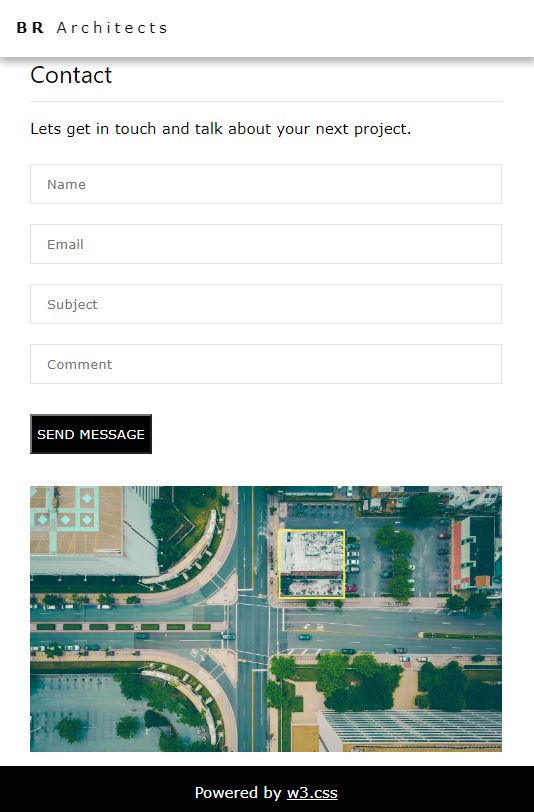 BR Architects
Contact
Lets get in touch and talk about your next project.
Name
Email
Subject
Comment
SEND MESSAGE
Powered by w3.css